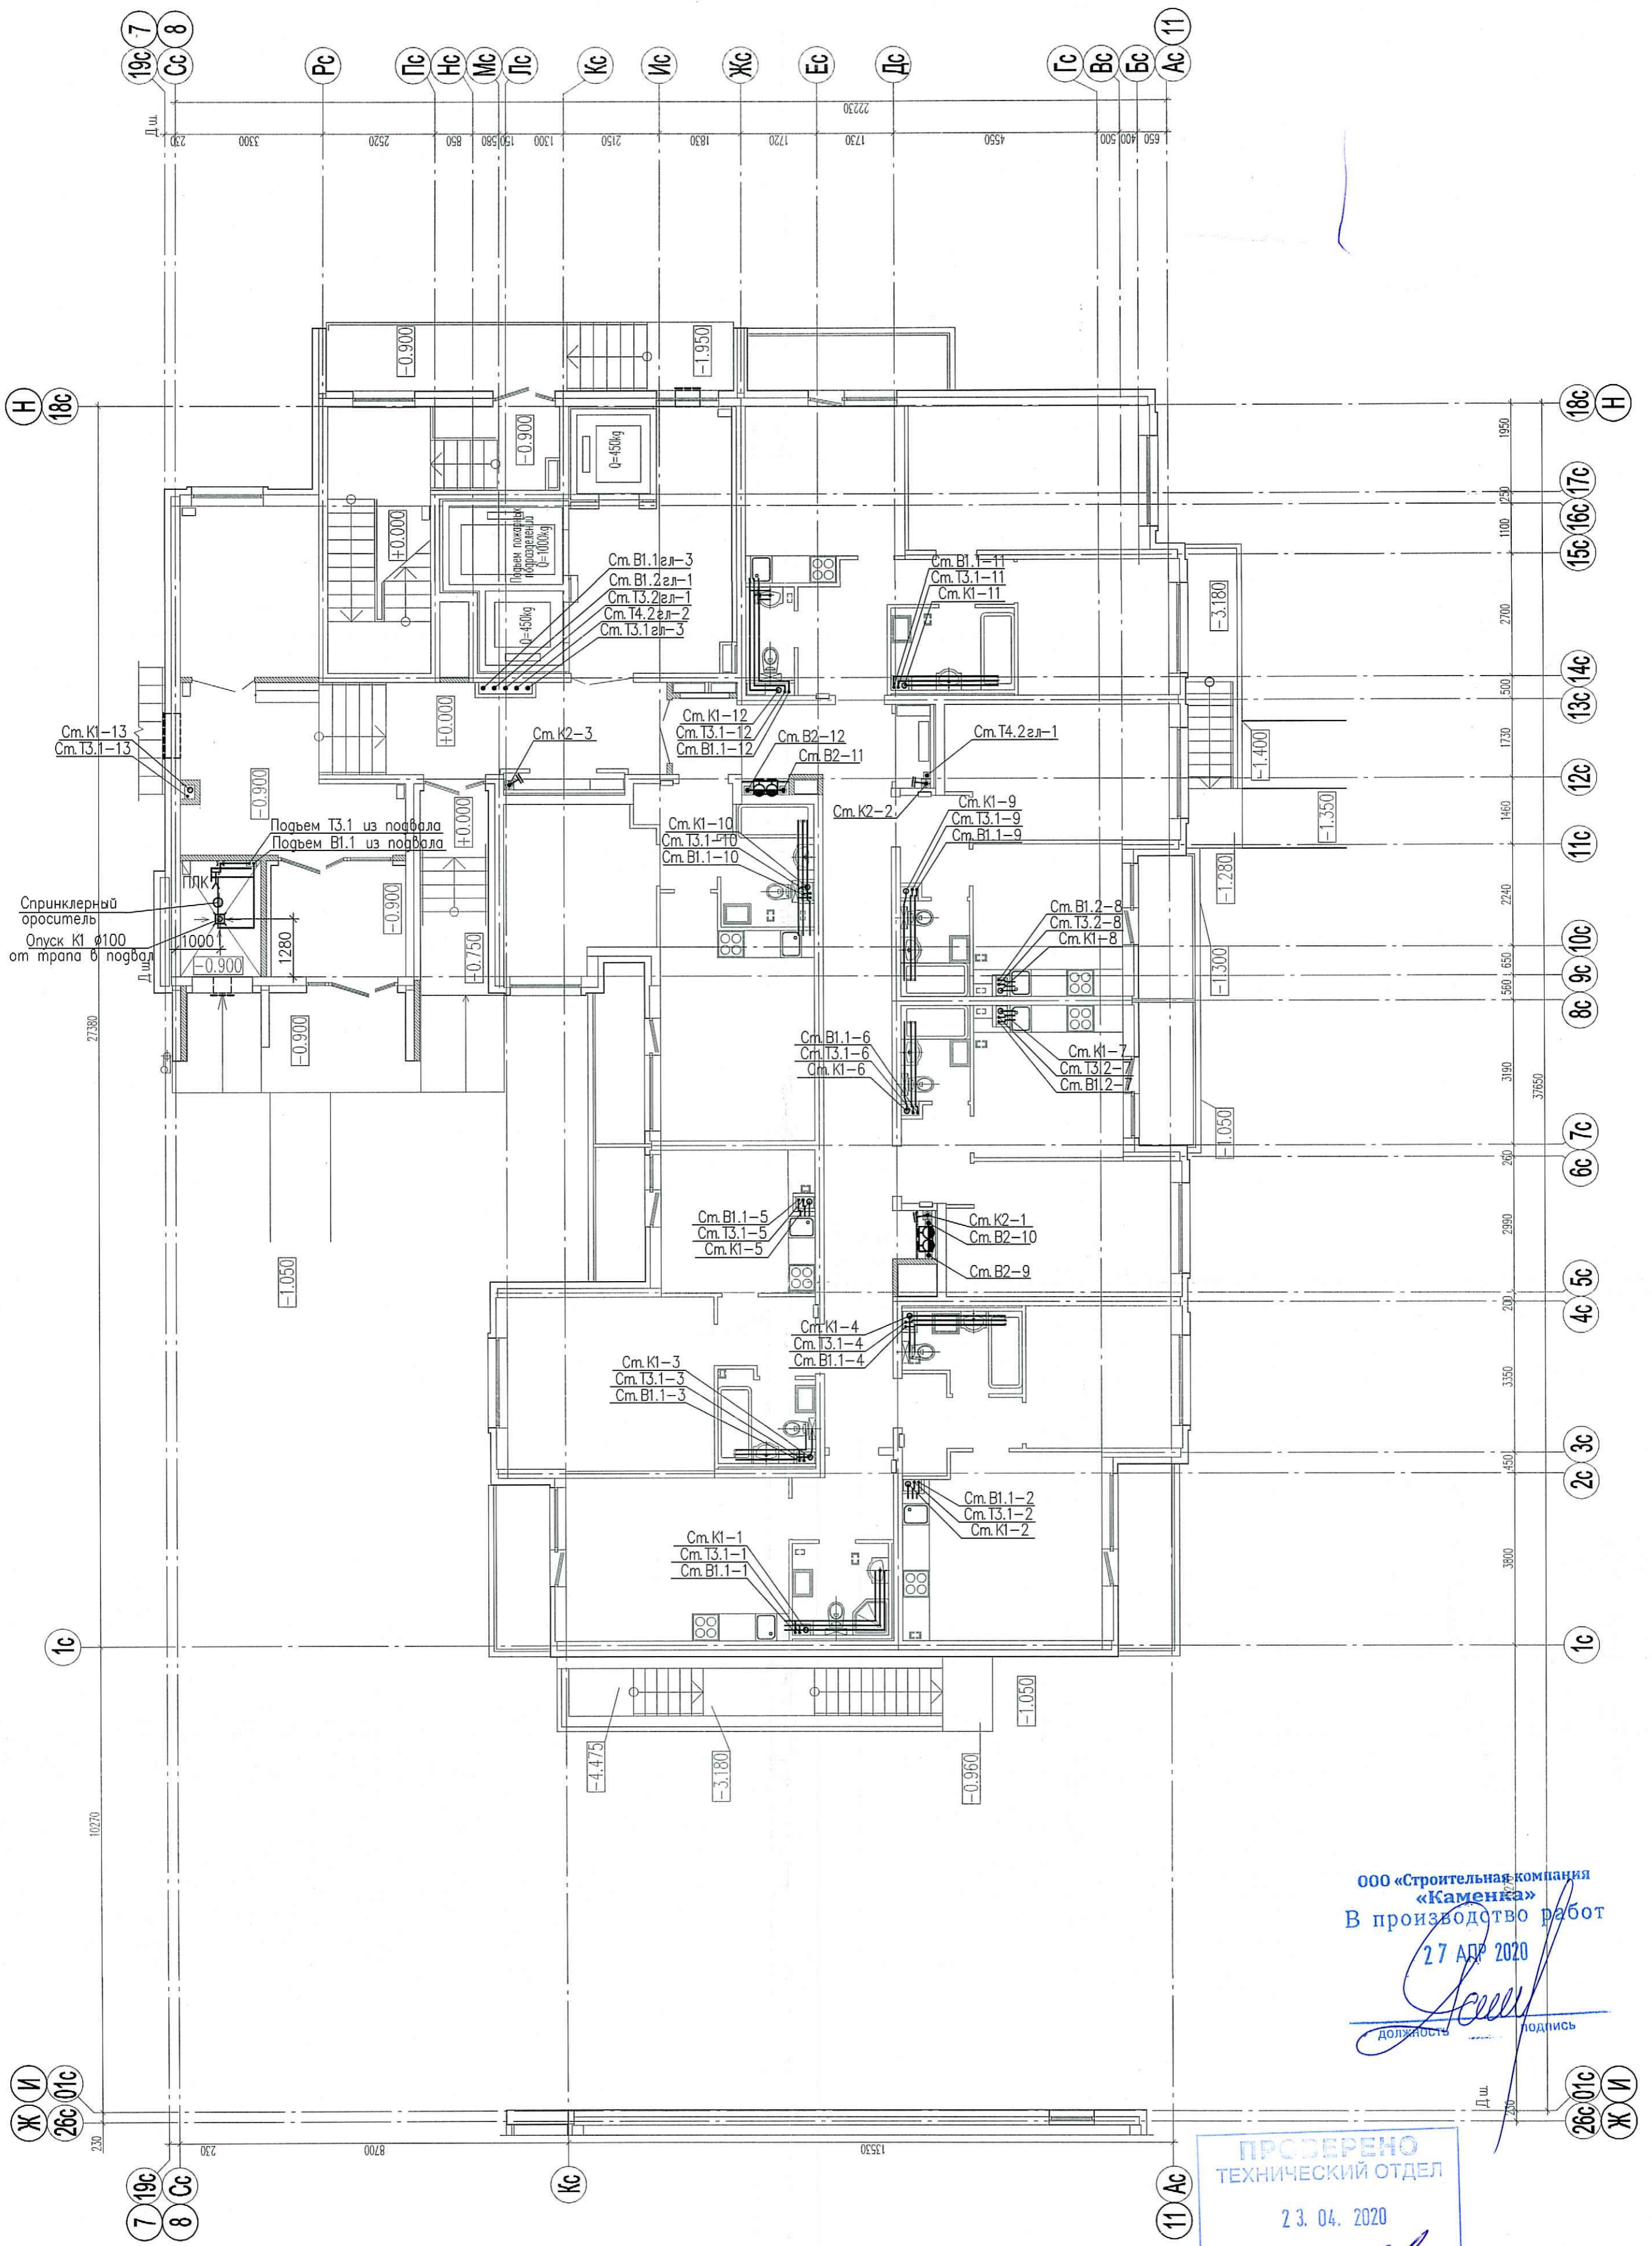 19с 7
Сс 8
Рс
Пс
Нс
Мс
Лс
Кс
Ис
Жс
Ес
Дс
Гс
Вс
Бс
Ас 11
Д.ш.
22230
230
3300
2520
850
580
150
1300
2150
1830
1720
1730
4550
500
400
650
Н
18с
18с
Н
-0.900
-1.950
-0.900
Q=450kg
+0.000
Подъем пожарных
подразделений
Q=1000kg
Q=450kg
Ст. В1.1гл-3
Ст. В1.2гл-1
Ст. Т3.2гл-1
Ст. Т4.2гл-2
Ст. Т3.1гл-3
Ст. В1.1-11
Ст. Т3.1-11
Ст. К1-11
-3.180
1950
17с
250
16с
1100
15с
2700
14с
500
13с
1730
12с
1460
11с
2240
10с
650
9с
560
8с
3190
37650
7с
260
6с
2990
5с
200
4с
3350
3с
450
2с
3800
1с
Ст. К1-13
Ст. Т3.1-13
-0.900
+0.000
Ст. К2-3
Ст. К1-12
Ст. Т3.1-12
Ст. В1.1-12
Ст. В2-12
Ст. В2-11
Ст. Т4.2гл-1
-1.400
-1.350
Ст. К2-2
+0.000
Подъем Т3.1 из подвала
Подъем В1.1 из подвала
Ст. К1-10
Ст. Т3.1-10
Ст. В1.1-10
Ст. К1-9
Ст. Т3.1-9
Ст. В1.1-9
-1.280
ПЛК
Спринклерный
ороситель
Опуск К1 ø100
от трапа в подвал
Д.ш.
1000
1280
-0.900
-0.900
-0.750
-0.900
27380
Ст. В1.2-8
Ст. Т3.2-8
Ст. К1-8
-1.300
Ст. В1.1-6
Ст. Т3.1-6
Ст. К1-6
Ст. К1-7
Ст. Т3.2-7
Ст. В1.2-7
-1.050
Ст. В1.1-5
Ст. Т3.1-5
Ст. К1-5
Ст. К2-1
Ст. В2-10
Ст. В2-9
-1.050
Ст. К1-4
Ст. Т3.1-4
Ст. В1.1-4
Ст. К1-3
Ст. Т3.1-3
Ст. В1.1-3
Ст. В1.1-2
Ст. Т3.1-2
Ст. К1-2
Ст. К1-1
Ст. Т3.1-1
Ст. В1.1-1
1с
-4.475
-3.180
-0.960
-1.050
10270
ООО «Строительная компания
«Каменка»
В производство работ
27 АПР 2020
должность подпись
Ж И
26с 01с
230
Д.ш.
230
26с 01с
Ж И
230
8700
13530
7 19с
8 Сс
Кс
11 Ас
ПРОВЕРЕНО
ТЕХНИЧЕСКИЙ ОТДЕЛ
23. 04. 2020